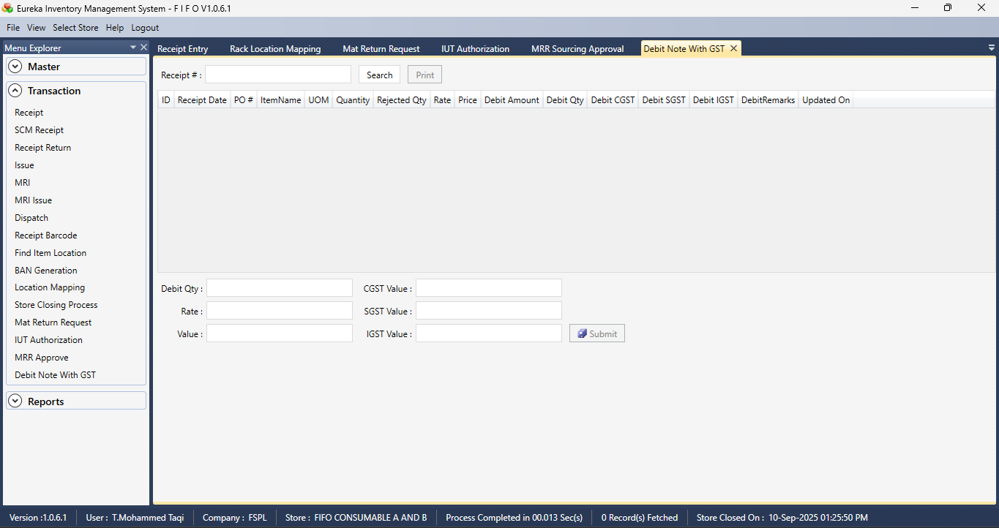 Eureka Inventory Management System - F I F O V1.0.6.1
File View Select Store Help Logout
Menu Explorer
Receipt Entry Rack Location Mapping Mat Return Request IUT Authorization MRR Sourcing Approval Debit Note With GST
Master
Transaction
Receipt
SCM Receipt
Receipt Return
Issue
MRI
MRI Issue
Dispatch
Receipt Barcode
Find Item Location
BAN Generation
Location Mapping
Store Closing Process
Mat Return Request
IUT Authorization
MRR Approve
Debit Note With GST
Reports
Receipt # : Search Print
ID Receipt Date PO # ItemName UOM Quantity Rejected Qty Rate Price Debit Amount Debit Qty Debit CGST Debit SGST Debit IGST DebitRemarks Updated On
Debit Qty : CGST Value :
Rate : SGST Value :
Value : IGST Value : Submit
Version :1.0.6.1 User : T.Mohammed Taqi Company : FSPL Store : FIFO CONSUMABLE A AND B Process Completed in 00.013 Sec(s) 0 Record(s) Fetched Store Closed On : 10-Sep-2025 01:25:50 PM